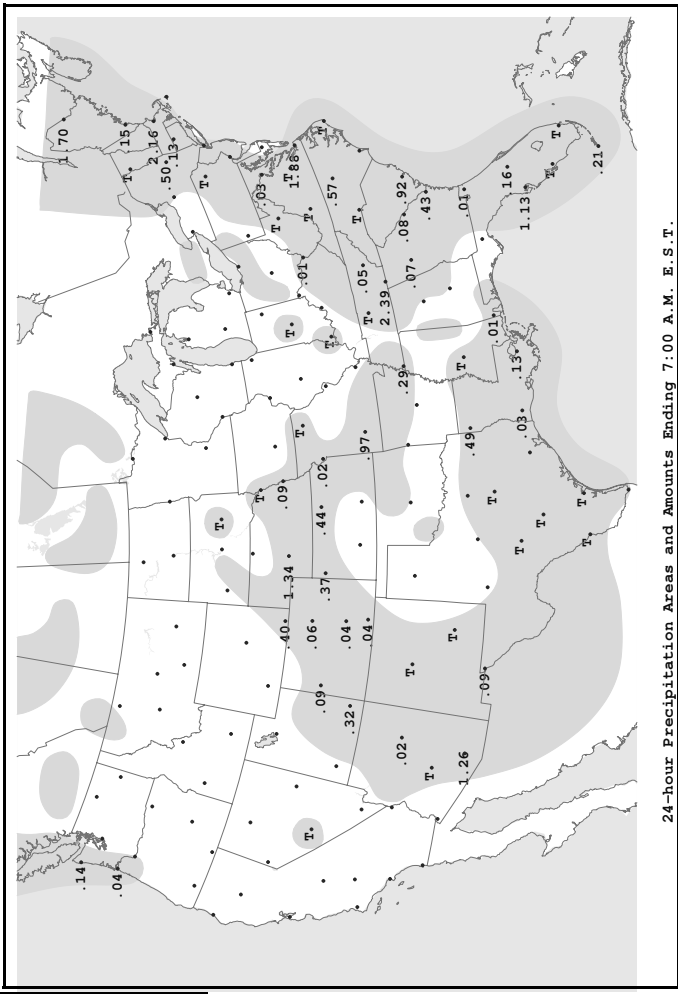 1.70
.14
.04
.15
T
2.16
.50
.13
T
T
T
.03
T
.40
1.34
.09
T
T
1.88
T
.01
T
T
.06
.09
.37
.44
.02
T
T
.57
.04
.32
T
.04
.97
T
.05
2.39
.02
.29
.08
.92
T
.07
.43
T
T
T
1.26
.49
.01
.09
T
.01
.16
T
.13
.03
1.13
T
T
T
T
T
.21
24-hour Precipitation Areas and Amounts Ending 7:00 A.M. E.S.T.